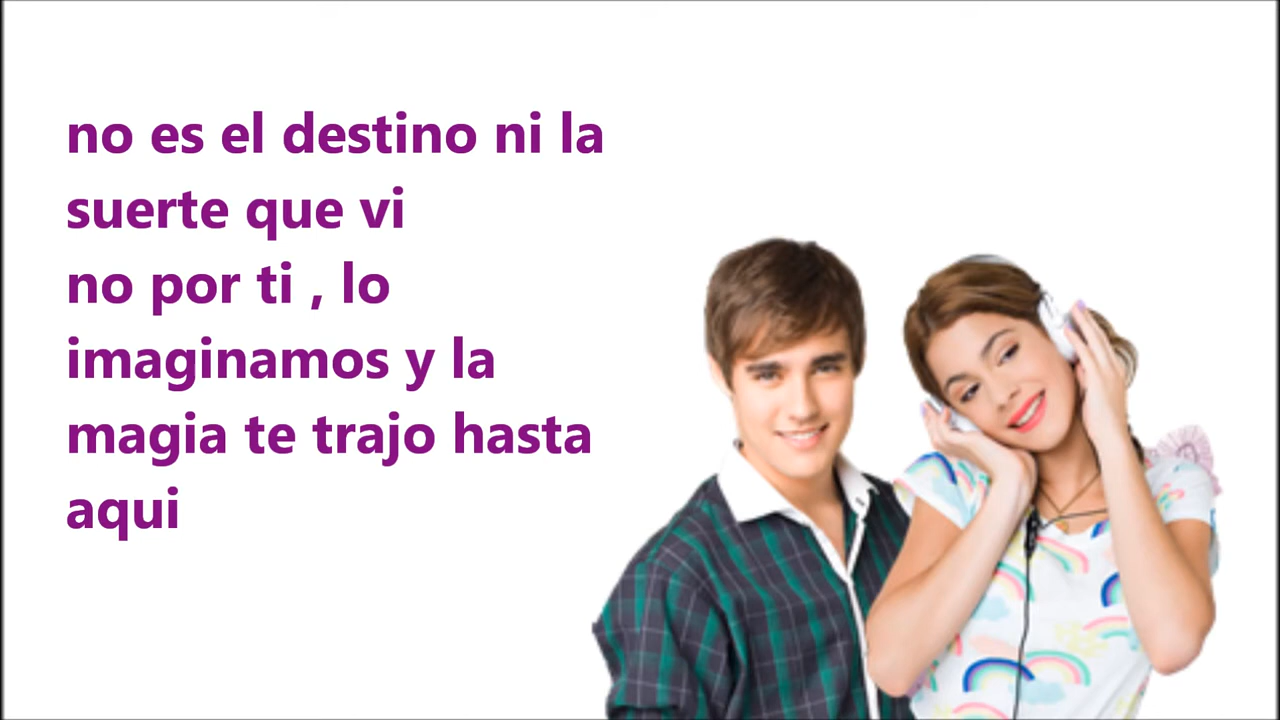 no es el destino ni la
suerte que vi
no por ti , lo
imaginamos y la
magia te trajo hasta
aqui